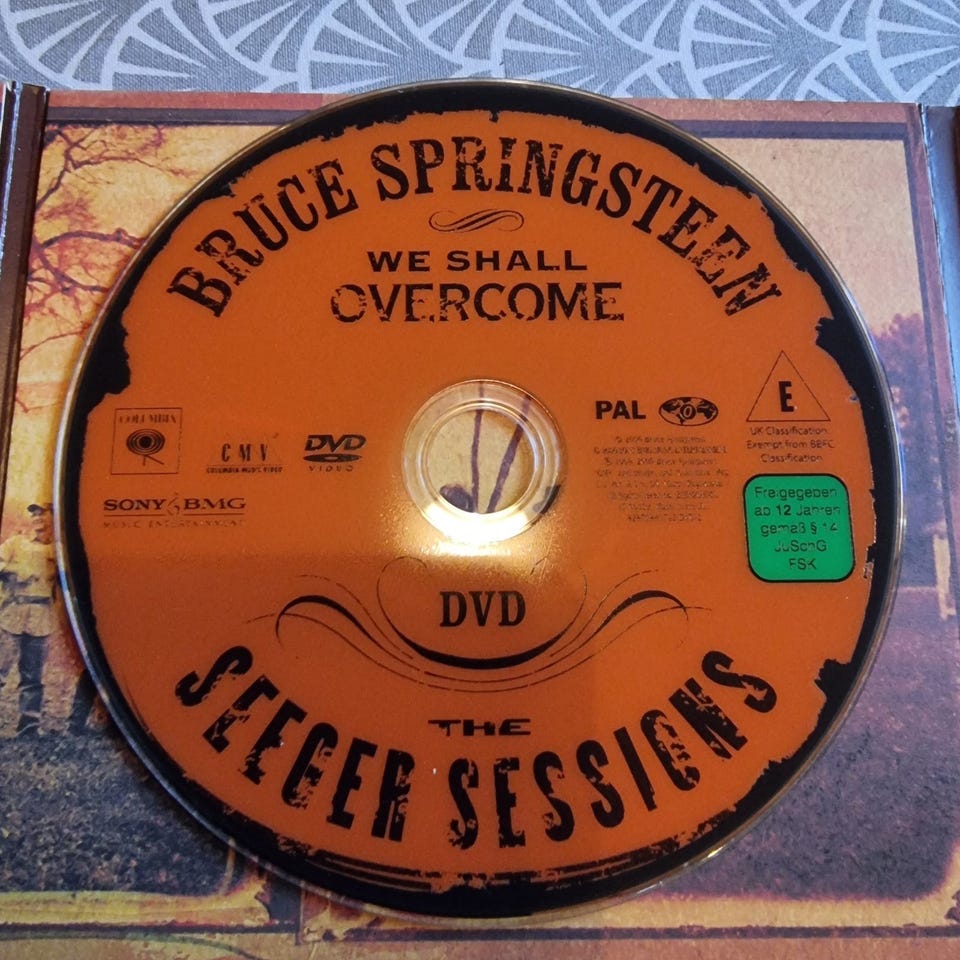 BRUCE SPRINGSTEEN
WE SHALL
OVERCOME
COLUMBIA
CMV
COLUMBIA MUSIC VIDEO
DVD
VIDEO
SONY BMG
MUSIC ENTERTAINMENT
PAL
0
E
UK Classification
Exempt from BBFC
Classification
Freigegeben
ab 12 Jahren
gemäß § 14
JuSchG
FSK
DVD
THE
SEEGER SESSIONS